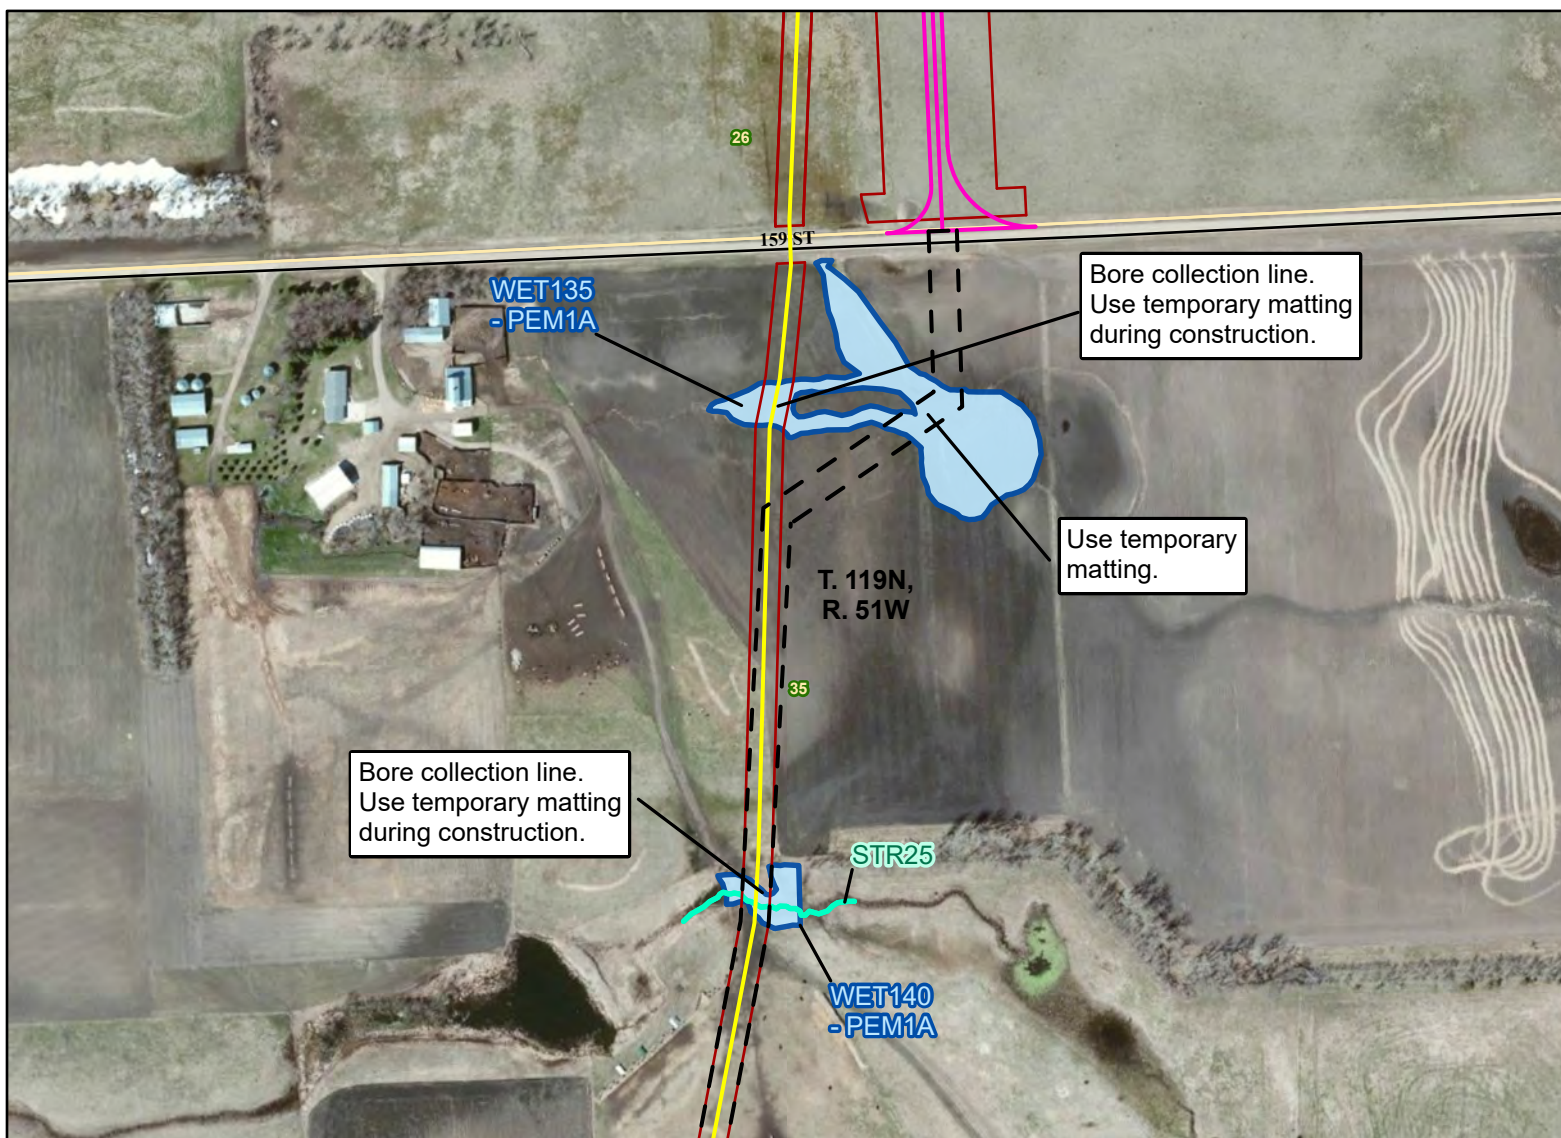 26
159 ST
WET135
- PEM1A
Bore collection line.
Use temporary matting
during construction.
Use temporary
matting.
T. 119N,
R. 51W
35
Bore collection line.
Use temporary matting
during construction.
STR25
WET140
- PEM1A